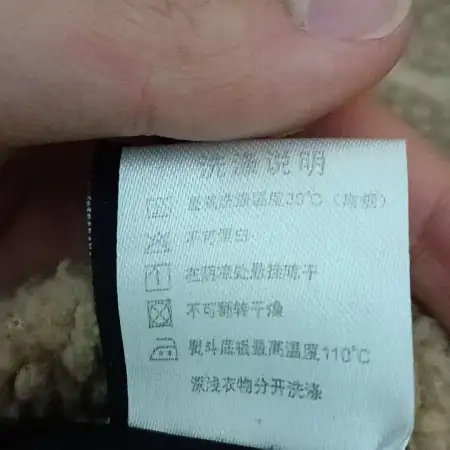 洗涤说明
最高洗涤温度30°C（常规）
不可漂白
在阴凉处悬挂晾干
不可翻转干燥
熨斗底板最高温度110°C
深浅衣物分开洗涤